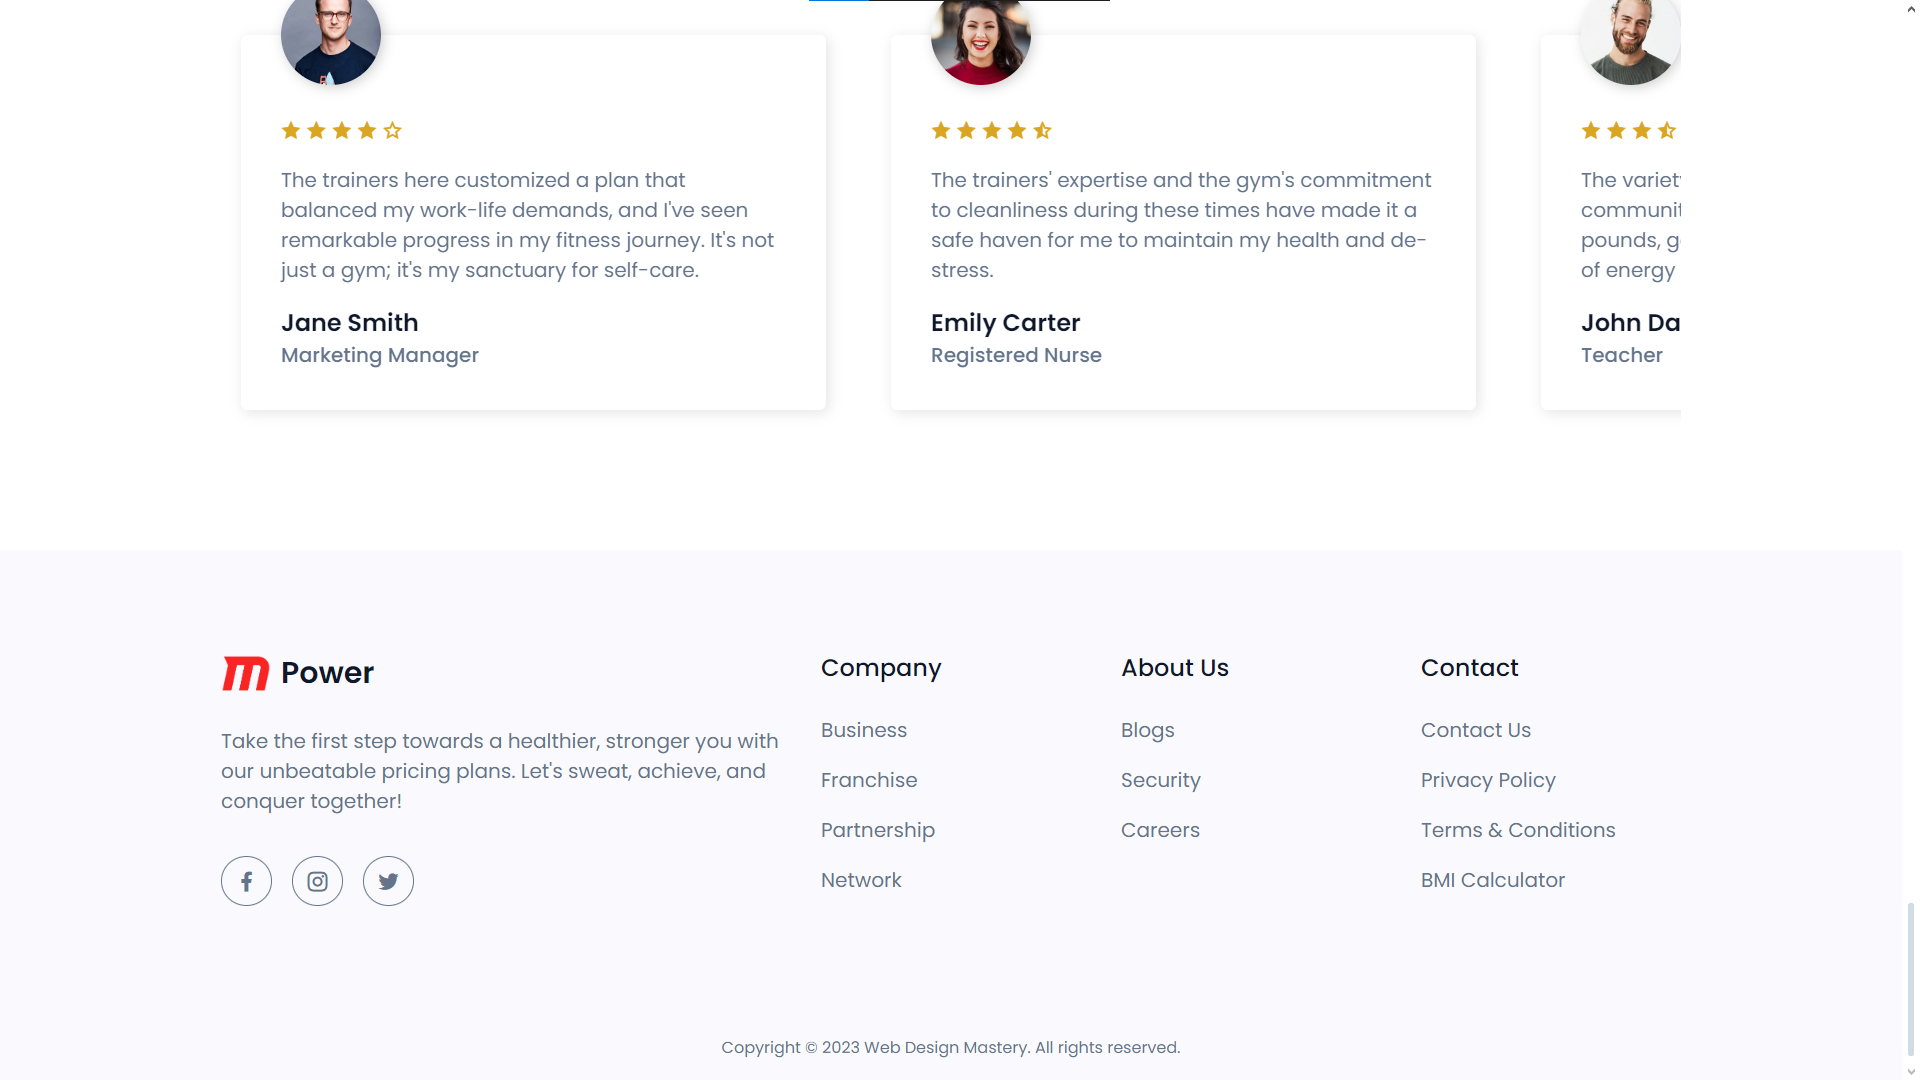 The trainers here customized a plan that
balanced my work-life demands, and I've seen
remarkable progress in my fitness journey. It's not
just a gym; it's my sanctuary for self-care.
Jane Smith
Marketing Manager
The trainers' expertise and the gym's commitment
to cleanliness during these times have made it a
safe haven for me to maintain my health and de-
stress.
Emily Carter
Registered Nurse
The
pounds,
of energy
John
Teacher
Power
Take the first step towards a healthier, stronger you with
our unbeatable pricing plans. Let's sweat, achieve, and
conquer together!
Company
Business
Franchise
Partnership
Network
About Us
Blogs
Security
Careers
Contact
Contact Us
Privacy Policy
Terms & Conditions
BMI Calculator
Copyright © 2023 Web Design Mastery. All rights reserved.